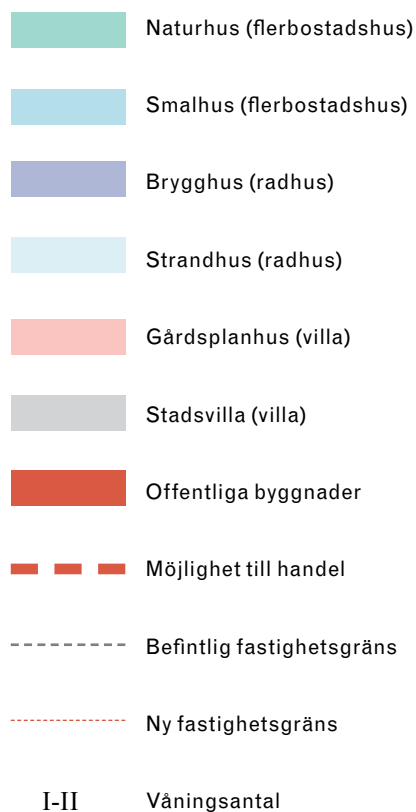 Naturhus (flerbostadshus)
Smalhus (flerbostadshus)
Brygghus (radhus)
Strandhus (radhus)
Gårdsplanhus (villa)
Stadsvilla (villa)
Offentliga byggnader
Möjlighet till handel
Befintlig fastighetsgräns
Ny fastighetsgräns
I-II Våningsantal